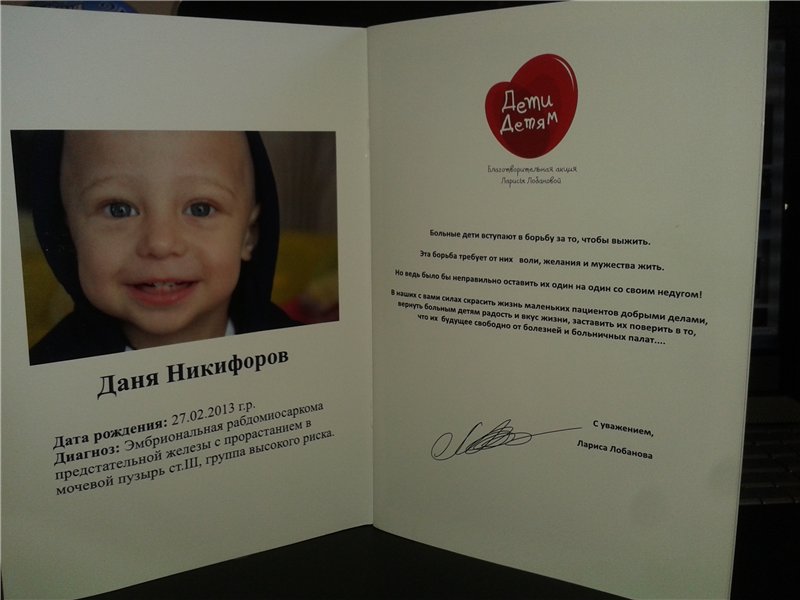 Даня Никифоров
Дата рождения: 27.02.2013 г.р.
Диагноз: Эмбриональная рабдомиосаркома
предстательной железы с прорастанием в
мочевой пузырь ст.III, группа высокого риска.
Дети
Детям
Благотворительная акция
Ларисы Лобановой
Больные дети вступают в борьбу за то, чтобы выжить.
Эта борьба требует от них воли, желания и мужества жить.
Но ведь было бы неправильно оставить их один на один со своим недугом!
В наших с вами силах скрасить жизнь маленьких пациентов добрыми делами,
вернуть больным детям радость и вкус жизни, заставить их поверить в то,
что их будущее свободно от болезней и больничных палат....
С уважением,
Лариса Лобанова